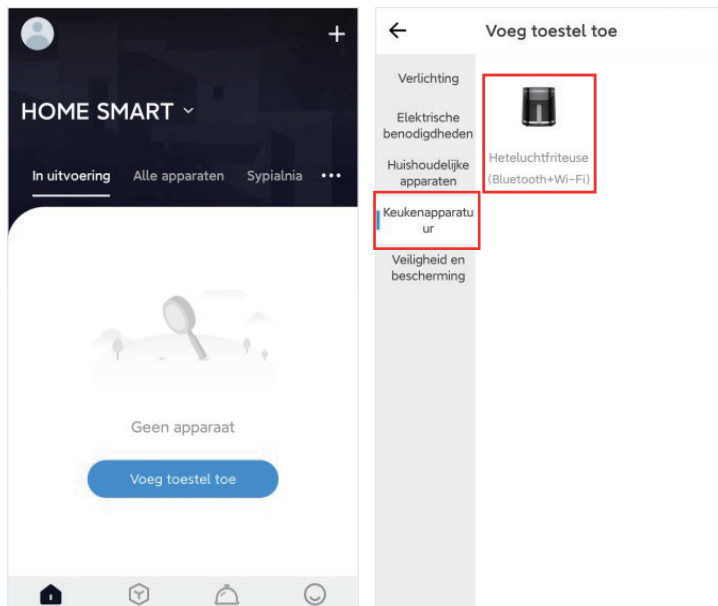 HOME SMART
In uitvoering Alle apparaten Sypialnia
Geen apparaat
Voeg toestel toe
Voeg toestel toe
Verlichting
Elektrische
benodigdheden
Huishoudelijke
apparaten
Keukenapparatu
ur
Veiligheid en
bescherming
Heteluchtfriteuse
(Bluetooth+Wi-Fi)